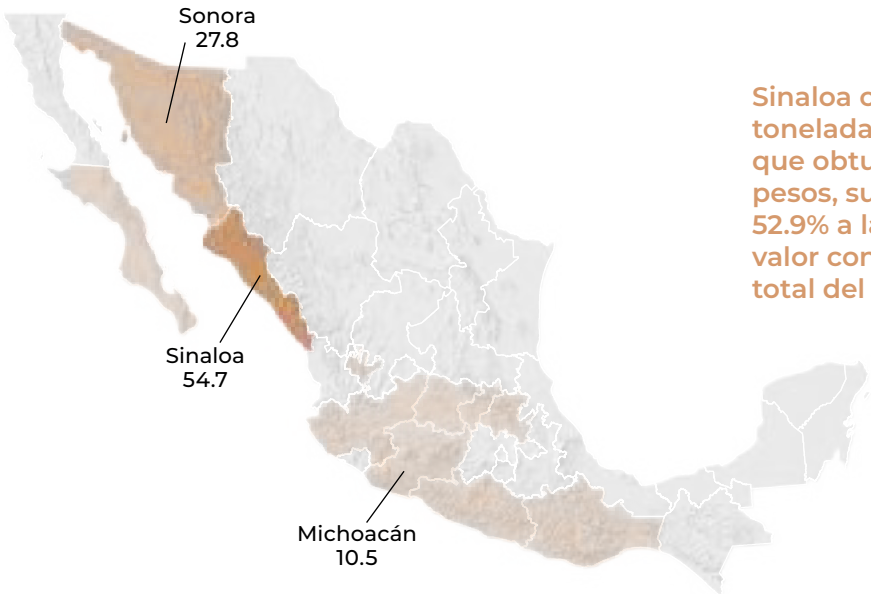 Sonora
27.8
Sinaloa
tonelada
que obtu
pesos, su
52.9% a la
valor con
total del
Sinaloa
54.7
Michoacán
10.5